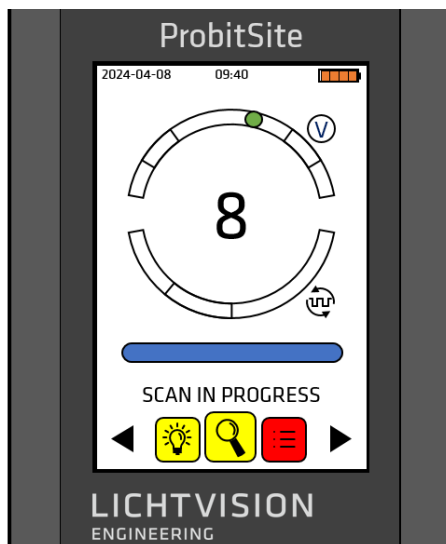 ProbitSite
2024-04-08 09:40
V
8
SCAN IN PROGRESS
LICHTVISION
ENGINEERING